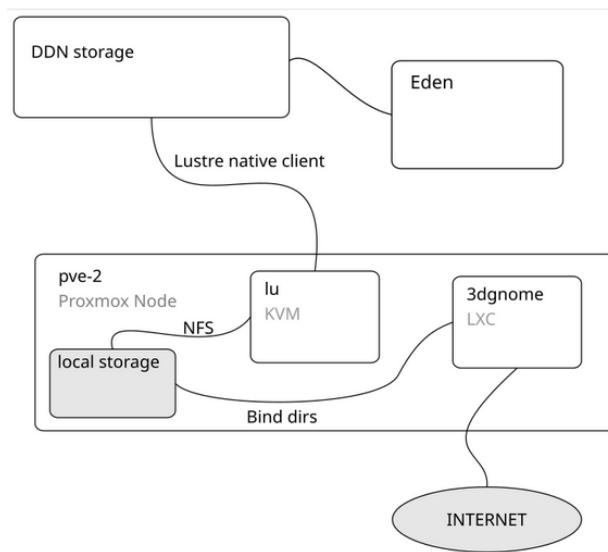 DDN storage
Eden
Lustre native client
pve-2
Proxmox Node
lu
KVM
3dgnome
LXC
NFS
local storage
Bind dirs
INTERNET